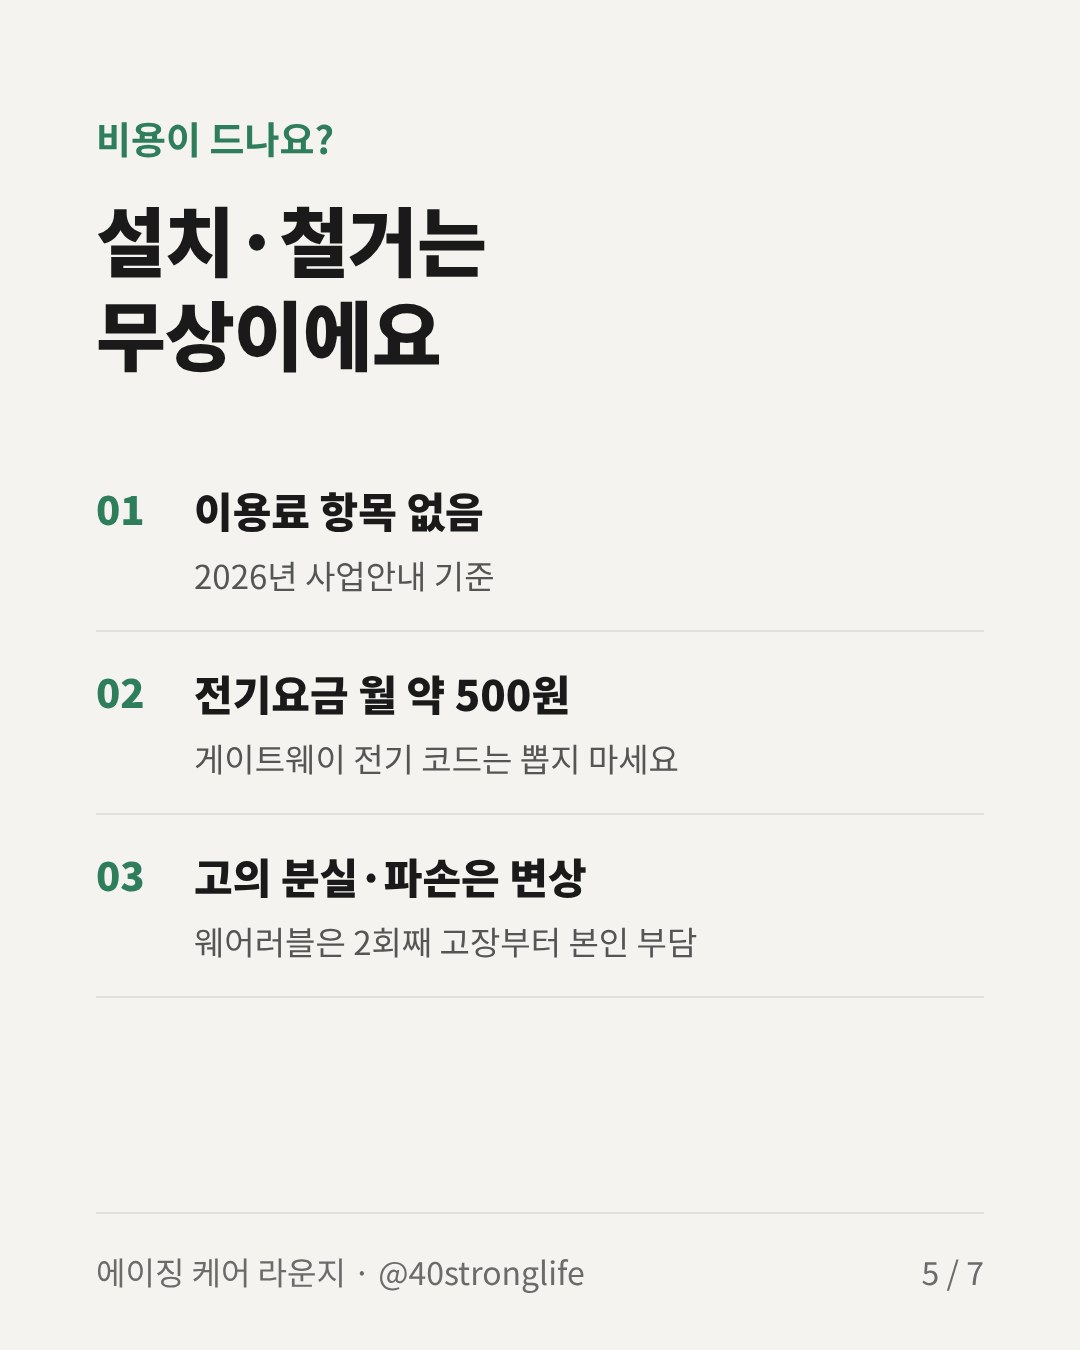 비용이 드나요?
설치·철거는
무상이에요
01 이용료 항목 없음
2026년 사업안내 기준
02 전기요금 월 약 500원
게이트웨이 전기 코드는 뽑지 마세요
03 고의 분실·파손은 변상
웨어러블은 2회째 고장부터 본인 부담
에이징 케어 라운지 · @40stronglife 5 / 7